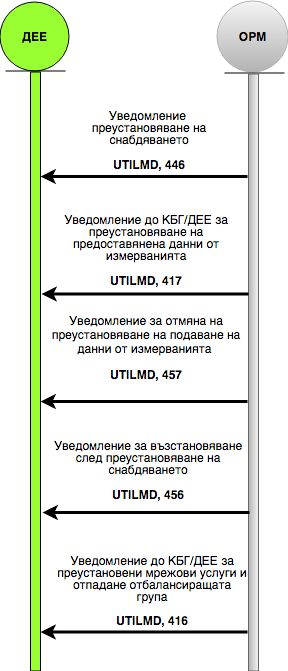 ДЕЕ
ОРМ
Уведомление
преустановяване на
снабдяването
UTILMD, 446
Уведомление до КБГ/ДЕЕ за
преустановяване на
предоставянена данни от
измерванията
UTILMD, 417
Уведомление за отмяна на
преустановяване на подаване на
данни от измерванията
UTILMD, 457
Уведомление за възстановяване
след преустановяване на
снабдяването
UTILMD, 456
Уведомление до КБГ/ДЕЕ за
преустановени мрежови услуги и
отпадане отбалансиращата
група
UTILMD, 416